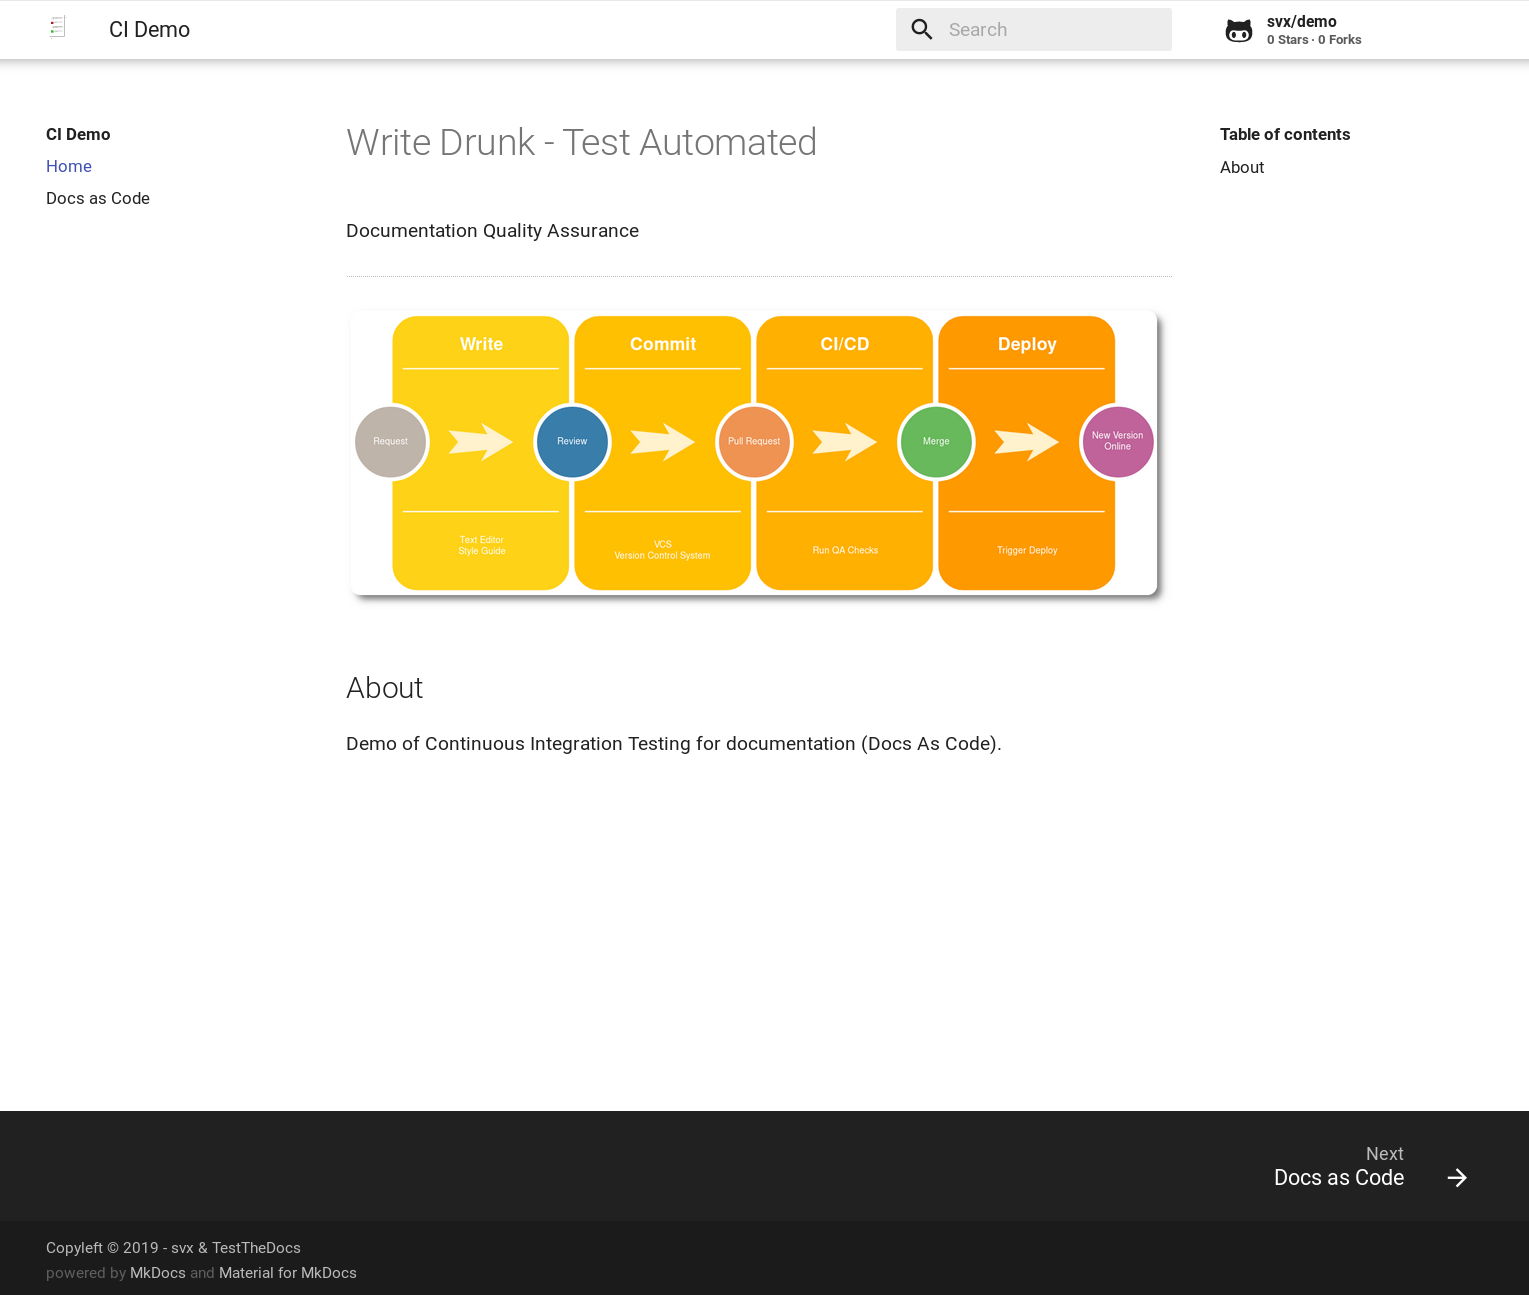 CI Demo
Search
svx/demo
0 Stars · 0 Forks
CI Demo
Home
Docs as Code
Write Drunk - Test Automated
Documentation Quality Assurance
Write
Commit
CI/CD
Deploy
Request
Review
Pull Request
Merge
New Version
Online
Text Editor
Style Guide
VCS
Version Control System
Run QA Checks
Trigger Deploy
About
Demo of Continuous Integration Testing for documentation (Docs As Code).
Table of contents
About
Next
Docs as Code
Copyleft © 2019 - svx & TestTheDocs
powered by MkDocs and Material for MkDocs